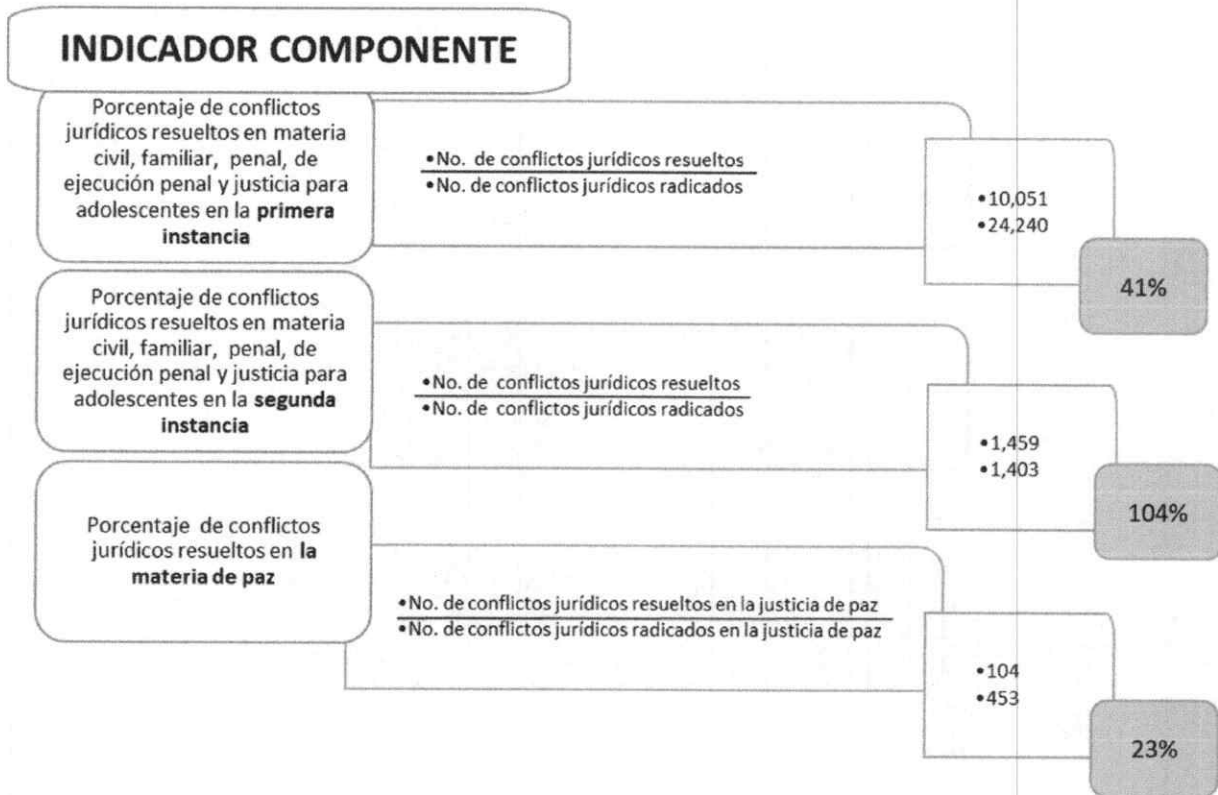 INDICADOR COMPONENTE
Porcentaje de conflictos
jurídicos resueltos en materia
civil, familiar, penal, de
ejecución penal y justicia para
adolescentes en la primera
instancia
•No. de conflictos jurídicos resueltos
•No. de conflictos jurídicos radicados
•10,051
•24,240
41%
Porcentaje de conflictos
jurídicos resueltos en materia
civil, familiar, penal, de
ejecución penal y justicia para
adolescentes en la segunda
instancia
•No. de conflictos jurídicos resueltos
•No. de conflictos jurídicos radicados
•1,459
•1,403
104%
Porcentaje de conflictos
jurídicos resueltos en la
materia de paz
•No. de conflictos jurídicos resueltos en la justicia de paz
•No. de conflictos jurídicos radicados en la justicia de paz
•104
•453
23%